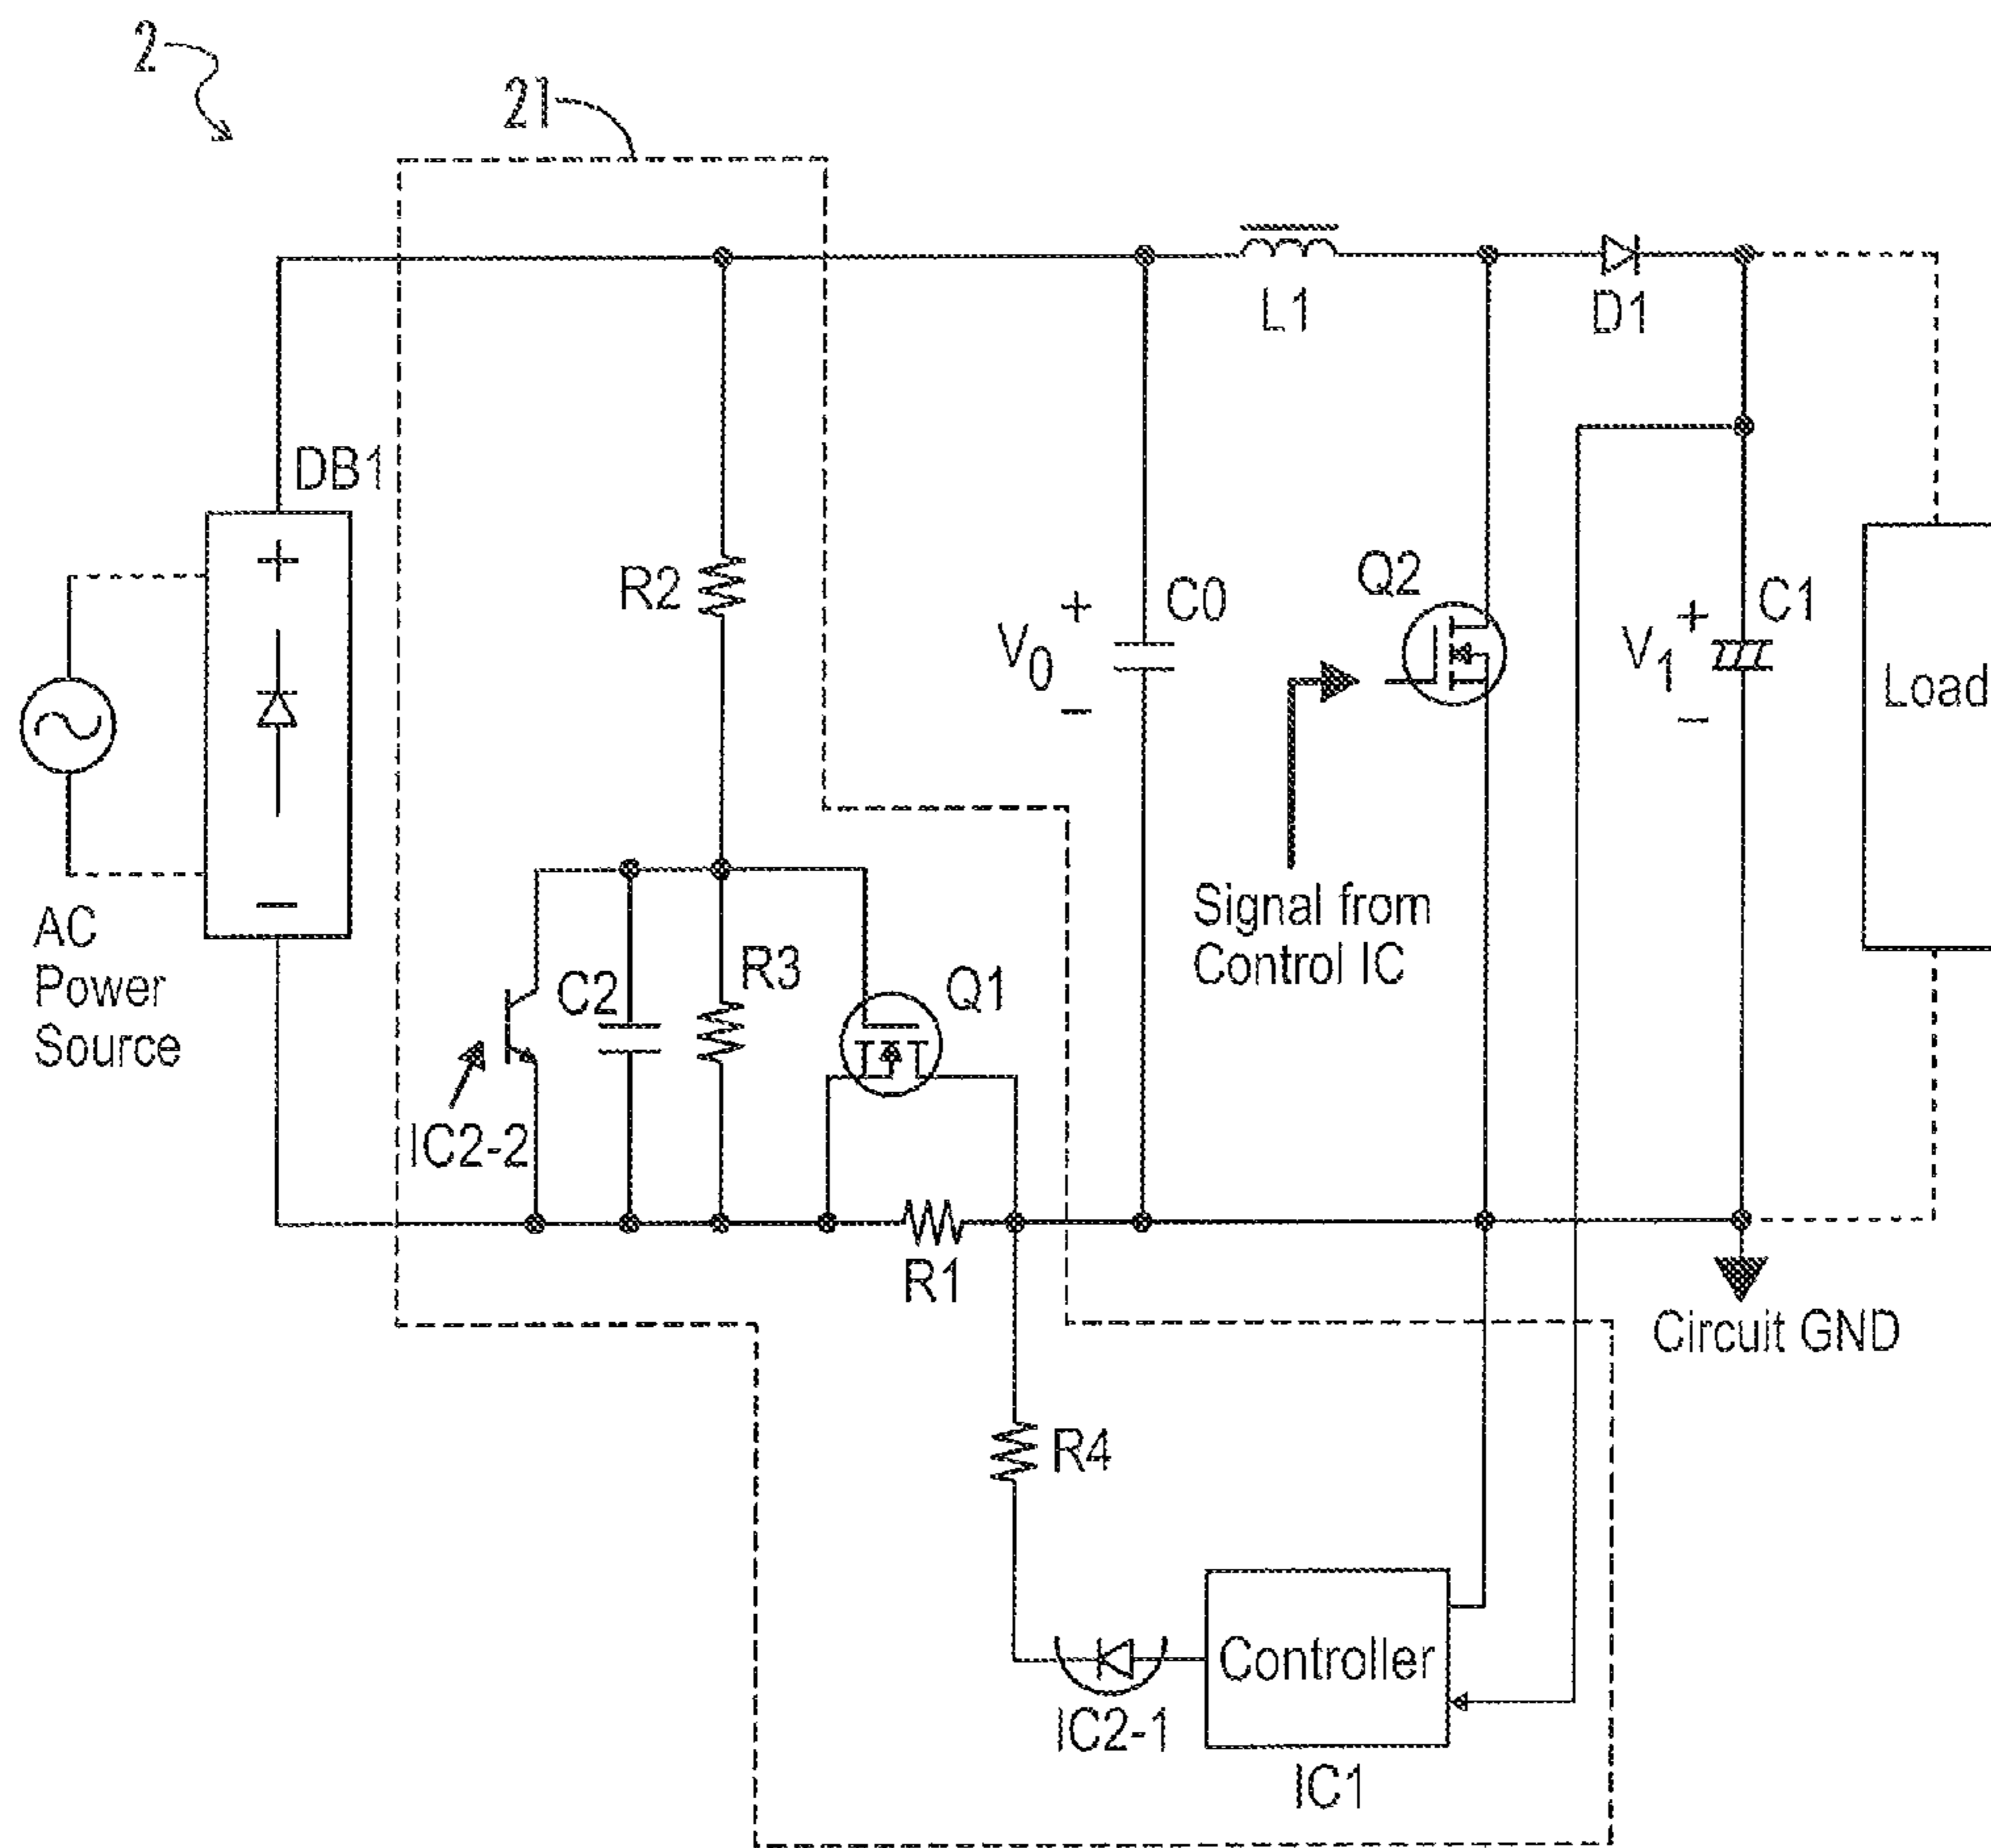 2
21
L1
D1
DB1
+
R2
V0
+
−
C0
Q2
V1
+
−
C1
Load
−
AC
Power
Source
Signal from
Control IC
C2
R3
Q1
IC2-2
R1
Circuit GND
R4
Controller
IC2-1
IC1